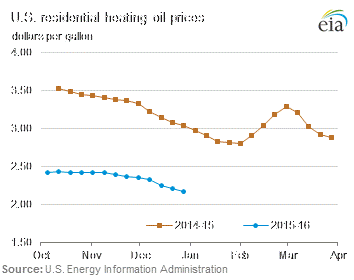 U.S. residential heating oil prices
dollars per gallon
eia
4.00
3.50
3.00
2.50
2.00
1.50
Oct Nov Dec Jan Feb Mar Apr
2014-15 2015-16
Source: U.S. Energy Information Administration